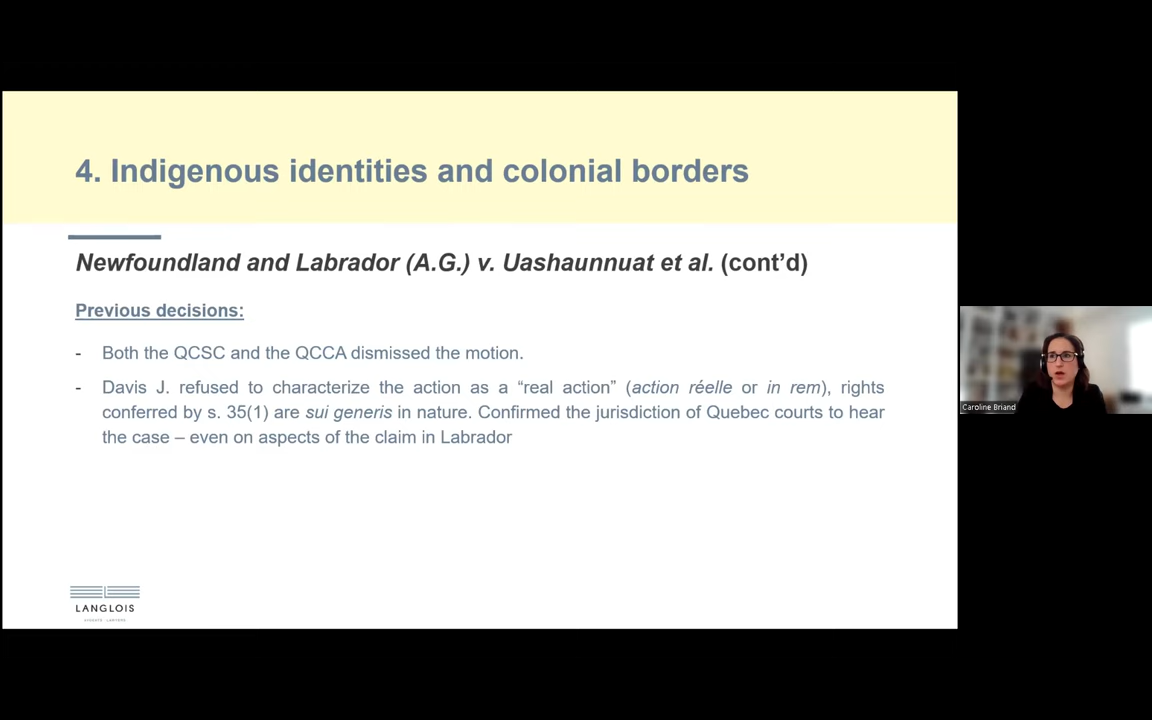 4. Indigenous identities and colonial borders
Newfoundland and Labrador (A.G.) v. Uashaunnuat et al. (cont’d)
Previous decisions:
- Both the QCSC and the QCCA dismissed the motion.
- Davis J. refused to characterize the action as a “real action” (action réelle or in rem), rights
conferred by s. 35(1) are sui generis in nature. Confirmed the jurisdiction of Quebec courts to hear
the case – even on aspects of the claim in Labrador
Caroline Briand
LANGLOIS